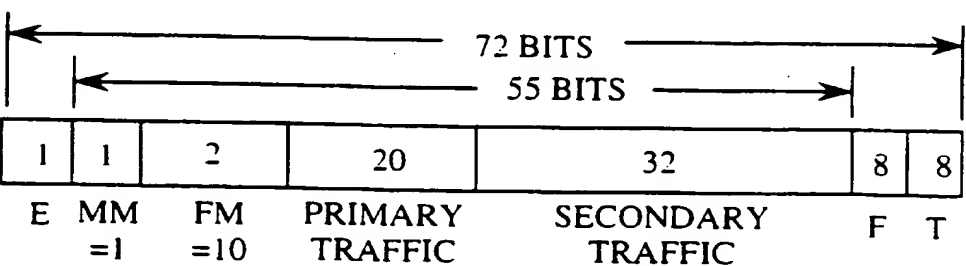 72 BITS
55 BITS
1 1 2 20 32 8 8
E MM =1 FM =10 PRIMARY TRAFFIC SECONDARY TRAFFIC F T